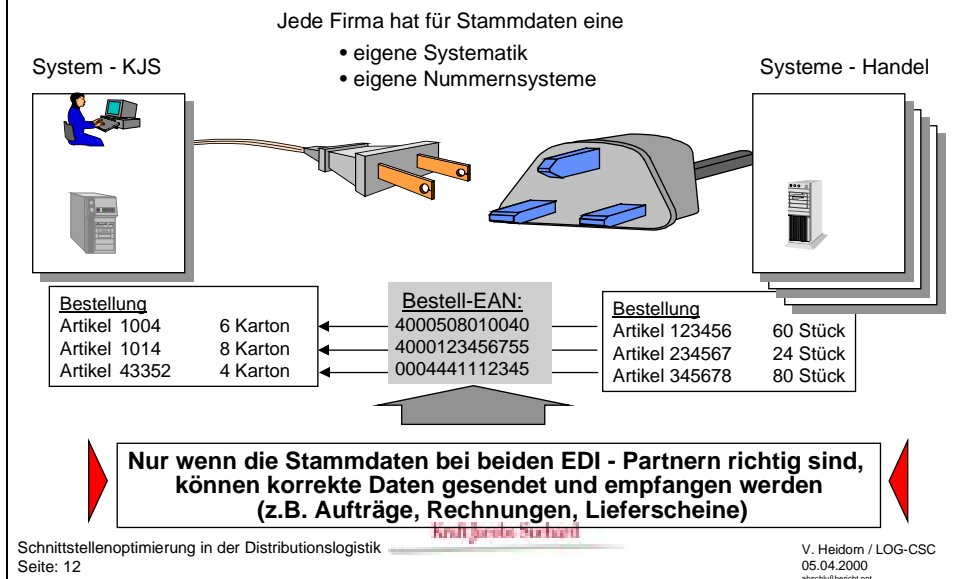 Jede Firma hat für Stammdaten eine
• eigene Systematik
• eigene Nummernsysteme
System - KJS
Systeme - Handel
Bestellung
Artikel 1004 6 Karton
Artikel 1014 8 Karton
Artikel 43352 4 Karton
Bestell-EAN:
4000508010040
4000123456755
0004441112345
Bestellung
Artikel 123456 60 Stück
Artikel 234567 24 Stück
Artikel 345678 80 Stück
Nur wenn die Stammdaten bei beiden EDI - Partnern richtig sind,
können korrekte Daten gesendet und empfangen werden
(z.B. Aufträge, Rechnungen, Lieferscheine)
Kraft Jacobs Suchard
Schnittstellenoptimierung in der Distributionslogistik
Seite: 12
V. Heidorn / LOG-CSC
05.04.2000
abschlußbericht.ppt